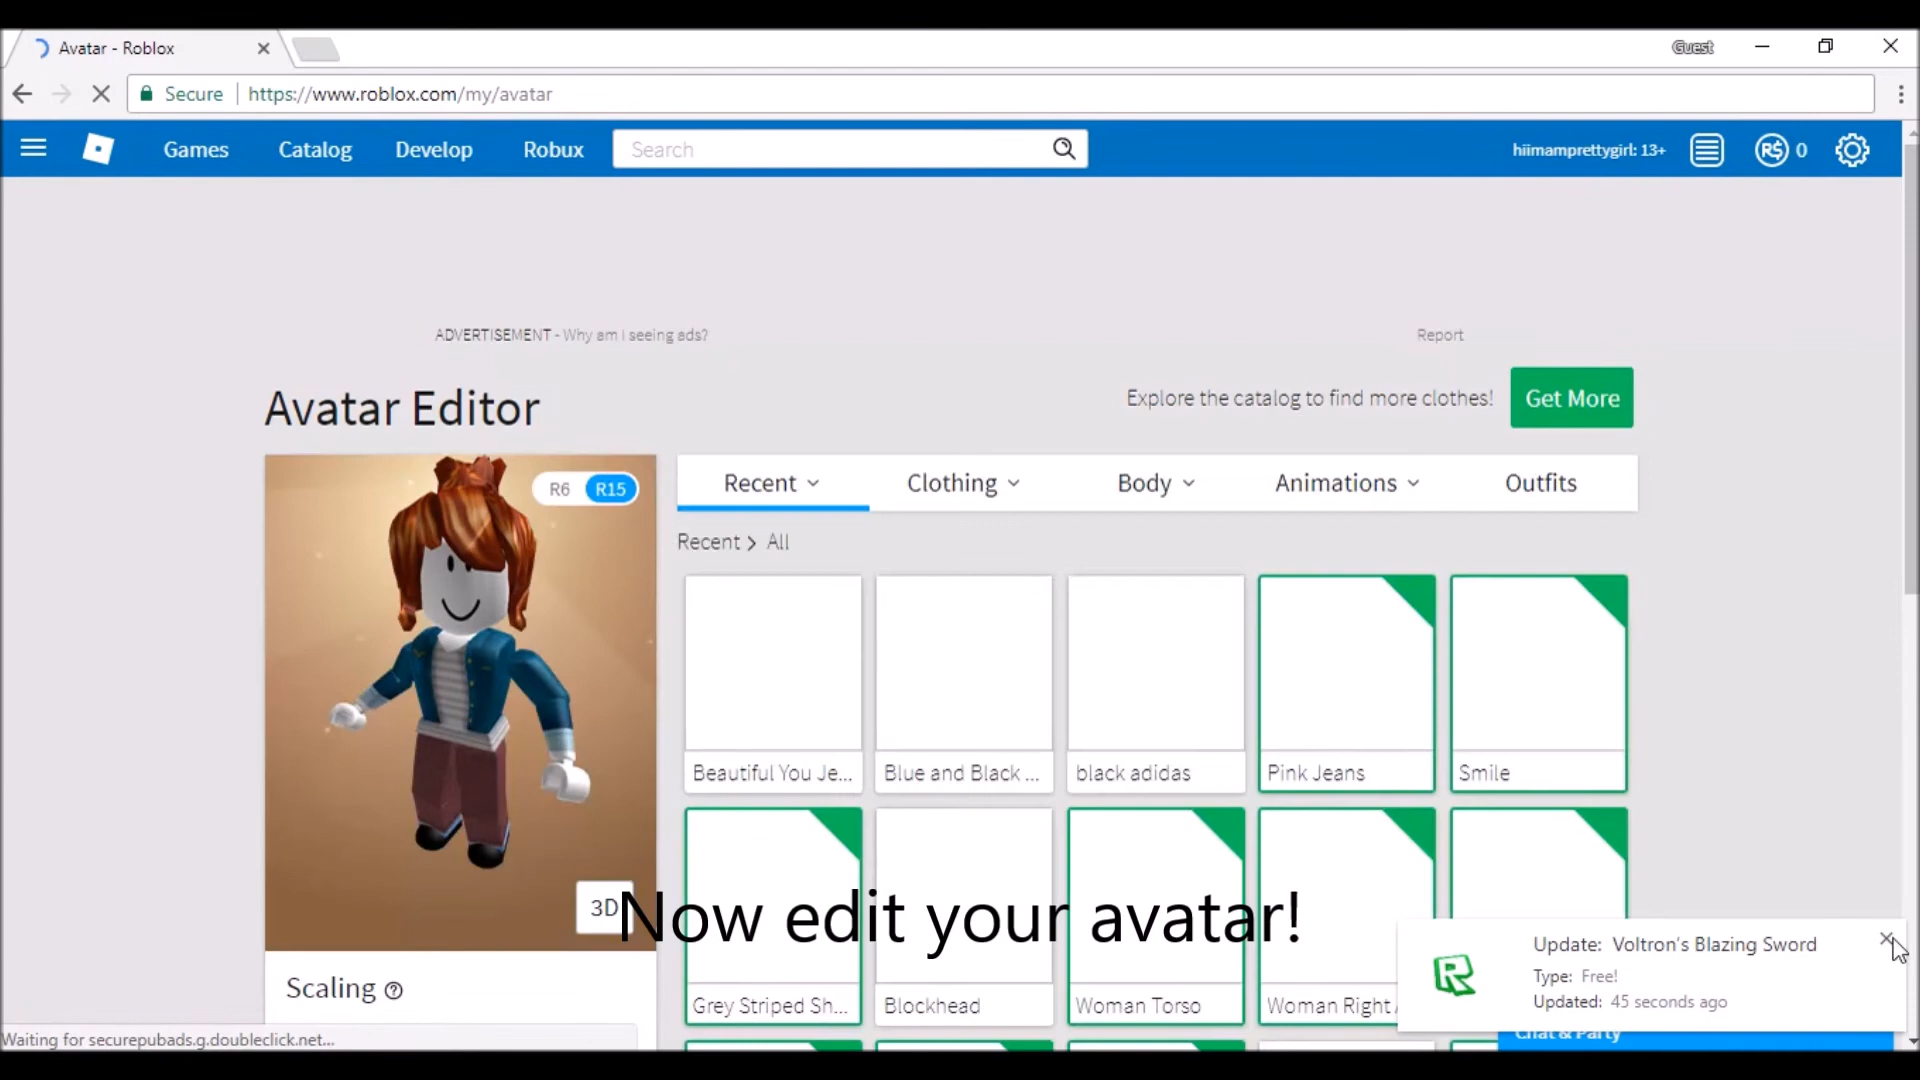 Avatar - Roblox
Guest
Secure https://www.roblox.com/my/avatar
Games Catalog Develop Robux Search hiimamprettygirl: 13+ R$ 0
ADVERTISEMENT - Why am I seeing ads? Report
Avatar Editor
Explore the catalog to find more clothes! Get More
R6 R15
Recent Clothing Body Animations Outfits
Recent > All
Beautiful You Je... Blue and Black ... black adidas Pink Jeans Smile
3D
Now edit your avatar!
Update: Voltron's Blazing Sword
Type: Free!
Updated: 45 seconds ago
Scaling
Grey Striped Sh... Blockhead Woman Torso Woman Right
Chat & Party
Waiting for securepubads.g.doubleclick.net...